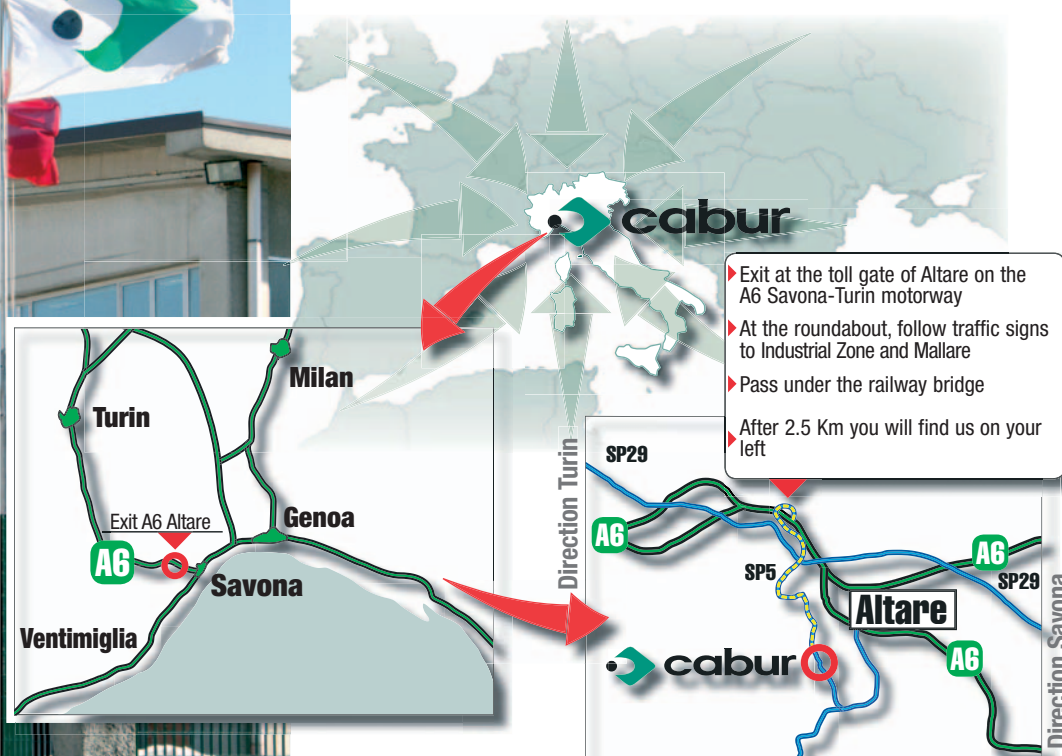 cabur
Exit at the toll gate of Altare on the
A6 Savona-Turin motorway
At the roundabout, follow traffic signs
to Industrial Zone and Mallare
Pass under the railway bridge
After 2.5 Km you will find us on your
left
Milan
Turin
Exit A6 Altare
Genoa
A6
Savona
Ventimiglia
Direction Turin
SP29
A6
A6
SP5
SP29
Altare
cabur
A6
Direction Savona